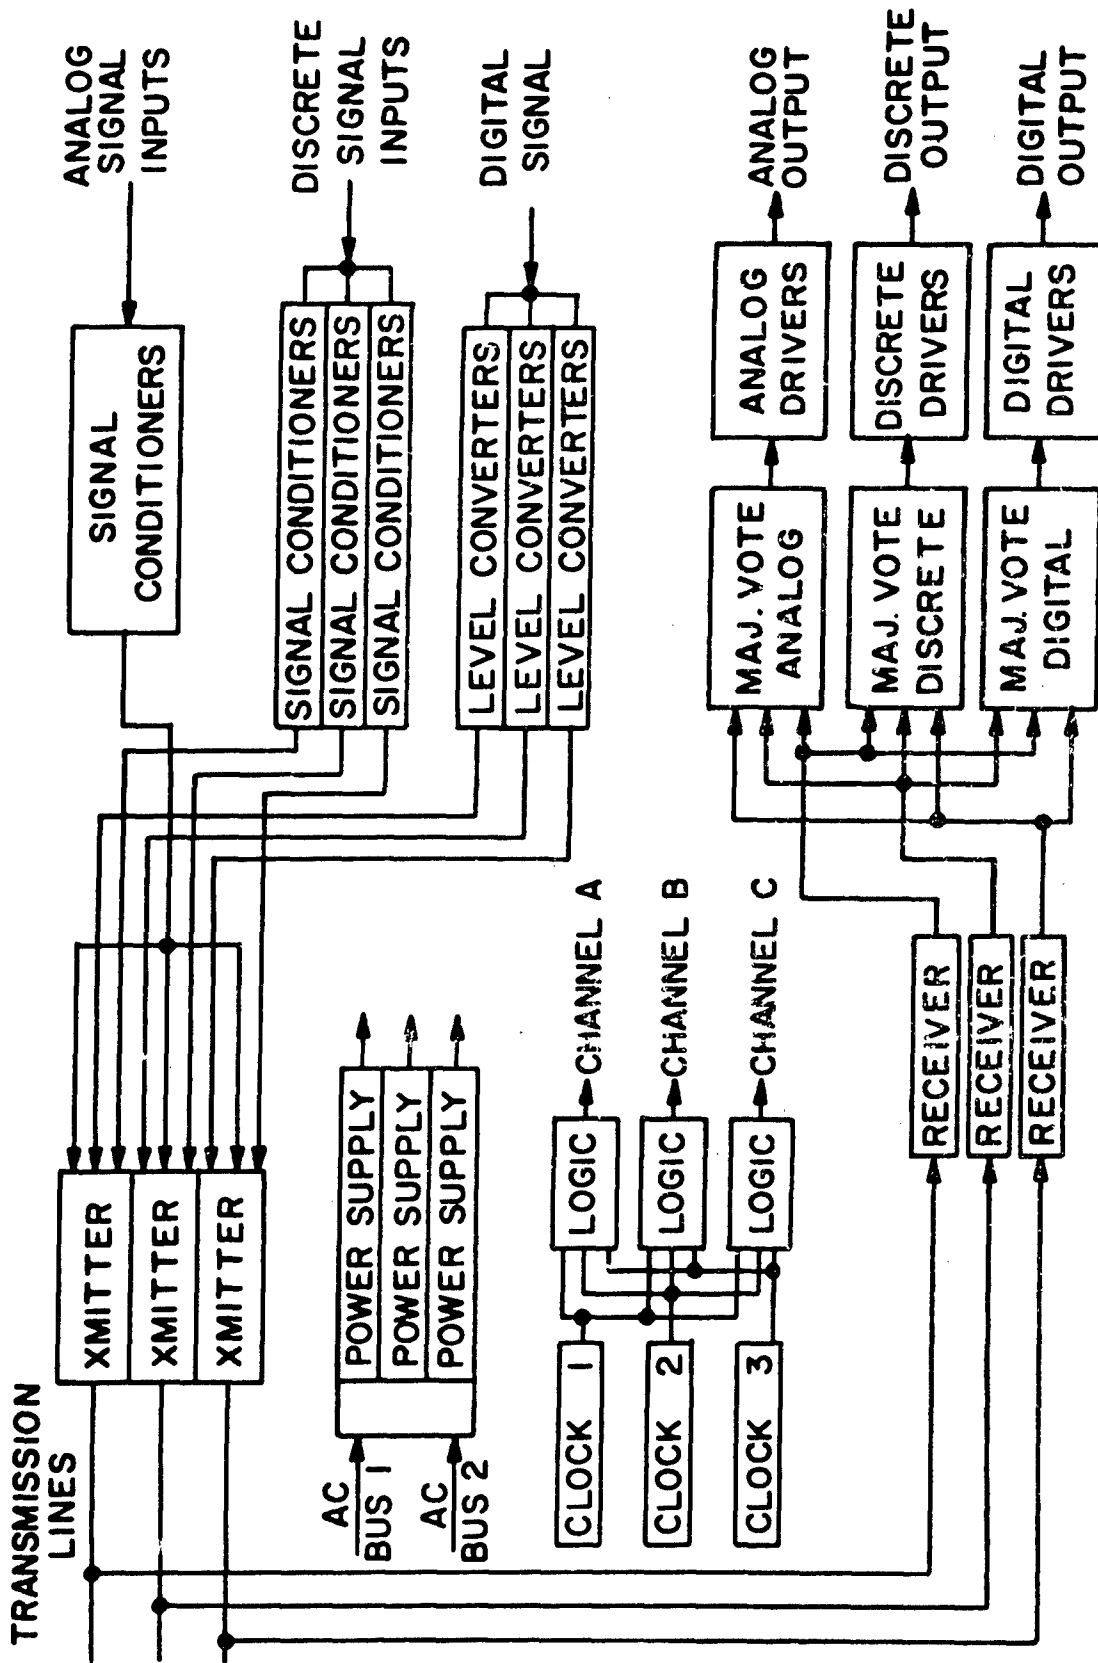 TRANSMISSION
LINES
XMITTER
XMITTER
XMITTER
SIGNAL
CONDITIONERS
ANALOG
SIGNAL
INPUTS
SIGNAL CONDITIONERS
SIGNAL CONDITIONERS
SIGNAL CONDITIONERS
DISCRETE
SIGNAL
INPUTS
LEVEL CONVERTERS
LEVEL CONVERTERS
LEVEL CONVERTERS
DIGITAL
SIGNAL
AC
BUS 1
AC
BUS 2
POWER SUPPLY
POWER SUPPLY
POWER SUPPLY
CLOCK 1
CLOCK 2
CLOCK 3
LOGIC
LOGIC
LOGIC
CHANNEL A
CHANNEL B
CHANNEL C
RECEIVER
RECEIVER
RECEIVER
MAJ. VOTE
ANALOG
MAJ. VOTE
DISCRETE
MAJ. VOTE
DIGITAL
ANALOG
DRIVERS
DISCRETE
DRIVERS
DIGITAL
DRIVERS
ANALOG
OUTPUT
DISCRETE
OUTPUT
DIGITAL
OUTPUT